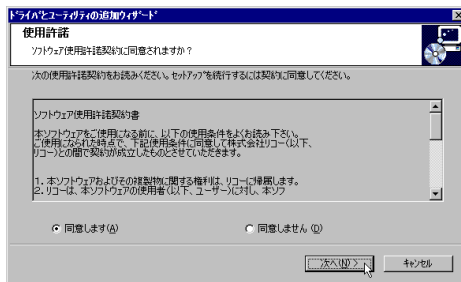 ﾄﾞﾗｲﾊﾞとﾕｰﾃｨﾘﾃｨの追加ｳｨｻﾞｰﾄﾞ
使用許諾
ｿﾌﾄｳｪｱ使用許諾契約に同意されますか?
次の使用許諾契約をお読みください。ｾｯﾄｱｯﾌﾟを続行するには契約に同意してください。
ソフトウェア使用許諾契約書
本ソフトウェアをご使用になる前に、以下の使用条件をよくお読み下さい。
ご使用になられた時点で、下記使用条件に同意して株式会社リコー(以下、
リコー)との間で契約が成立したものとさせていただきます。
1. 本ソフトウェアおよびその複製物に関する権利は、リコーに帰属します。
2. リコーは、本ソフトウェアの使用者(以下、ユーザー)に対し、本ソフ
同意します(A)
同意しません (D)
次へ(N) >
ｷｬﾝｾﾙ